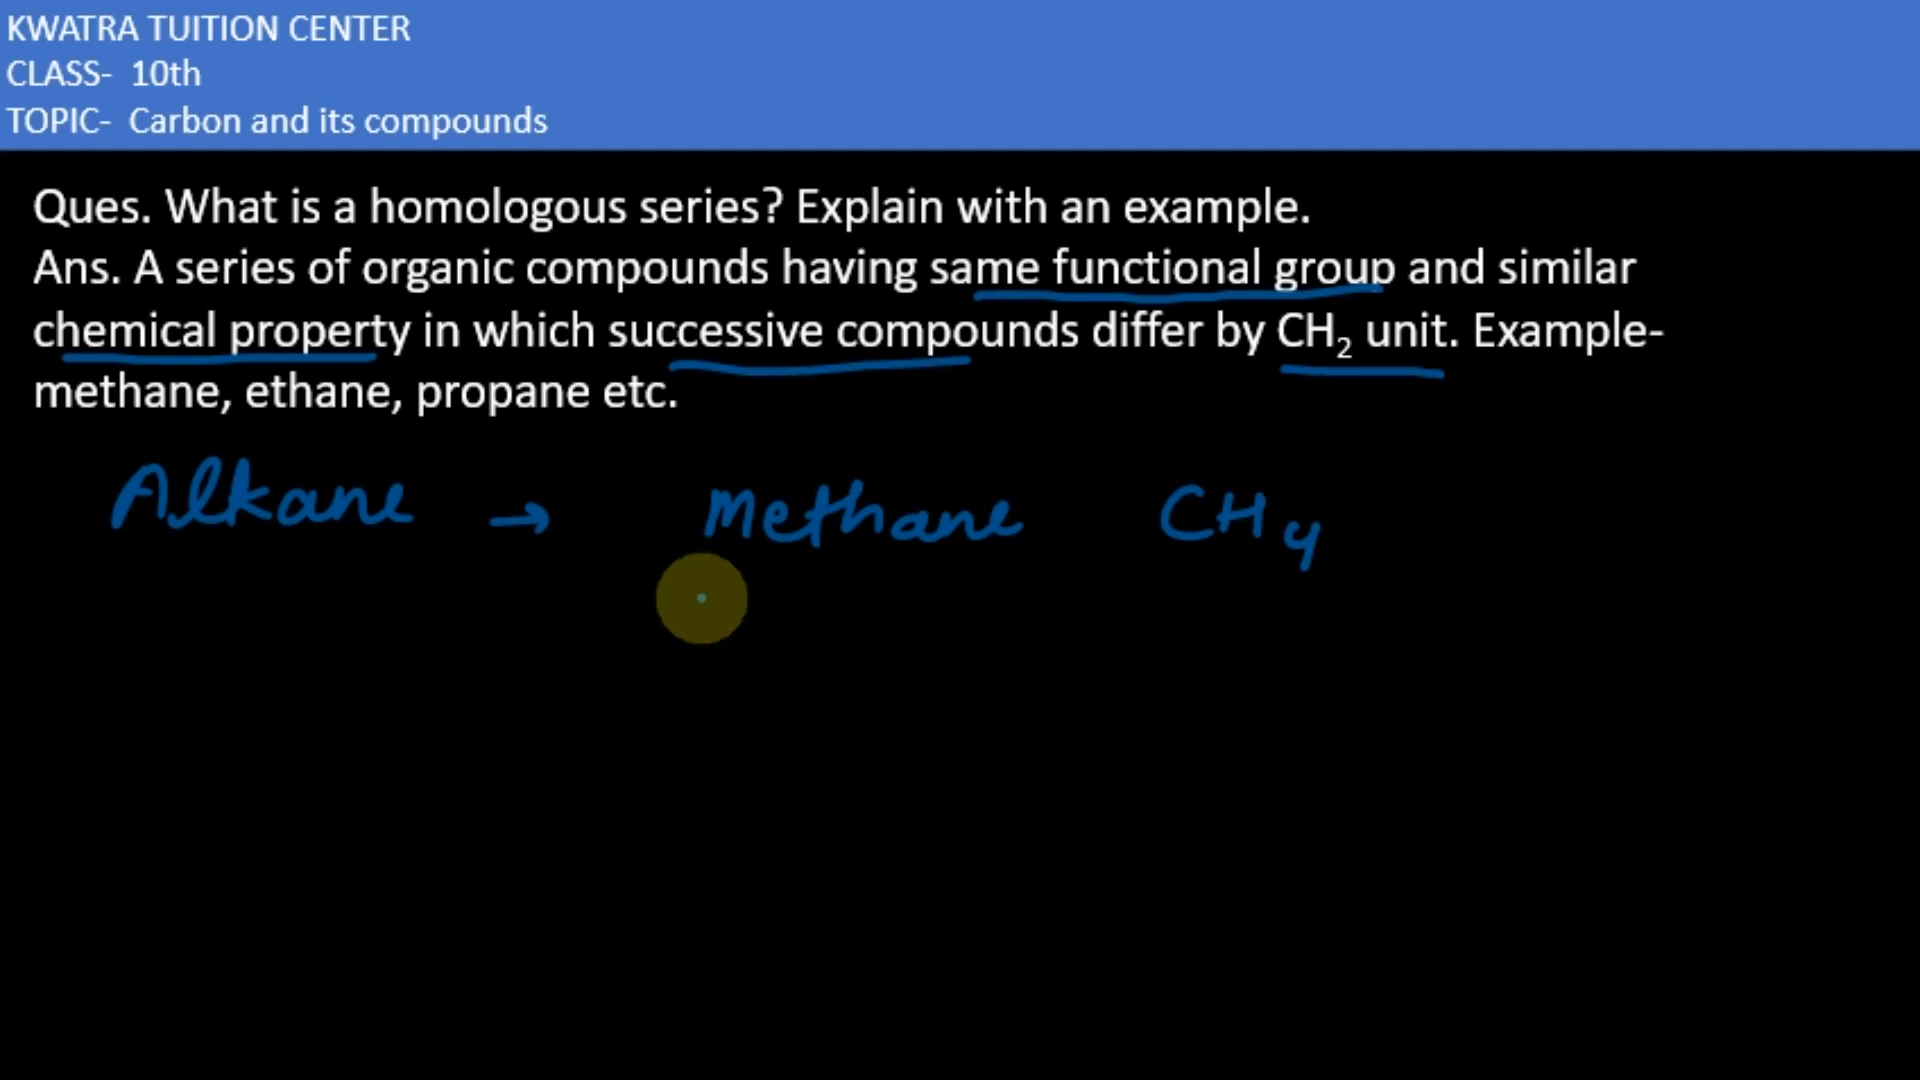 KWATRA TUITION CENTER
CLASS- 10th
TOPIC- Carbon and its compounds
Ques. What is a homologous series? Explain with an example.
Ans. A series of organic compounds having same functional group and similar
chemical property in which successive compounds differ by CH₂ unit. Example-
methane, ethane, propane etc.
Alkane → Methane CH₄